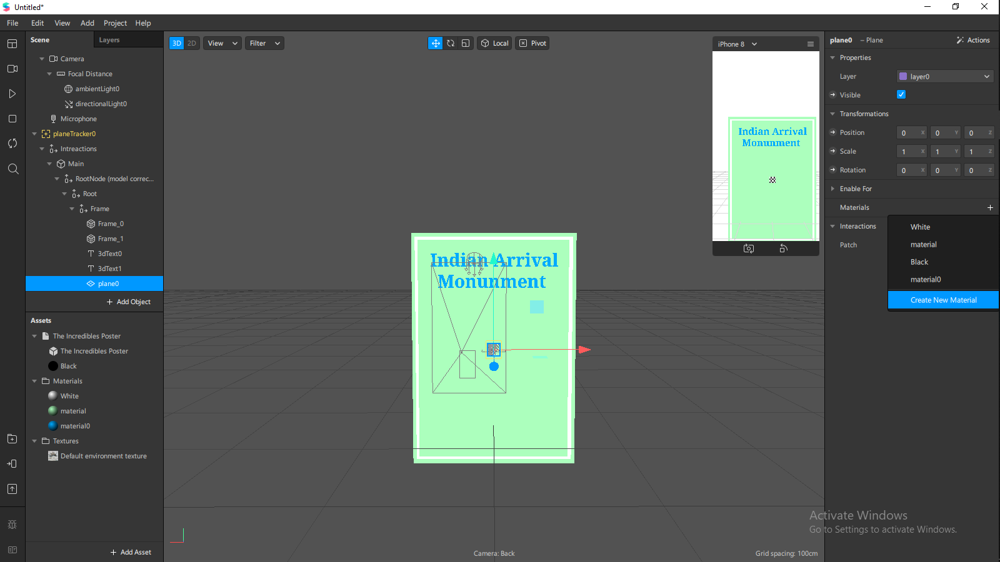 Untitled*
File Edit View Add Project Help
Scene Layers
Camera
Focal Distance
ambientLight0
directionalLight0
Microphone
planeTracker0
Intreactions
Main
RootNode (model correc...
Root
Frame
Frame_0
Frame_1
3dText0
3dText1
plane0
+ Add Object
Assets
The Incredibles Poster
The Incredibles Poster
Black
Materials
White
material
material0
Textures
Default environment texture
+ Add Asset
3D 2D View Filter
Local Pivot
Indian Arrival
Monunment
Camera: Back
Grid spacing: 100cm
iPhone 8
Indian Arrival
Monunment
plane0 – Plane Actions
Properties
Layer layer0
Visible
Transformations
Position 0 X 0 Y 0 Z
Scale 1 X 1 Y 1 Z
Rotation 0 X 0 Y 0 Z
Enable For
Materials +
Interactions
Patch
White
material
Black
material0
Create New Material
Activate Windows
Go to Settings to activate Windows.